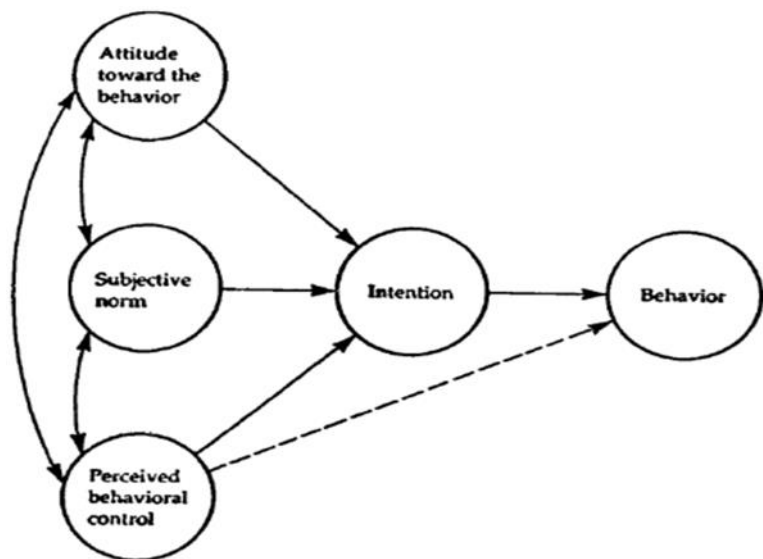 Attitude
toward the
behavior
Subjective
norm
Intention
Behavior
Perceived
behavioral
control